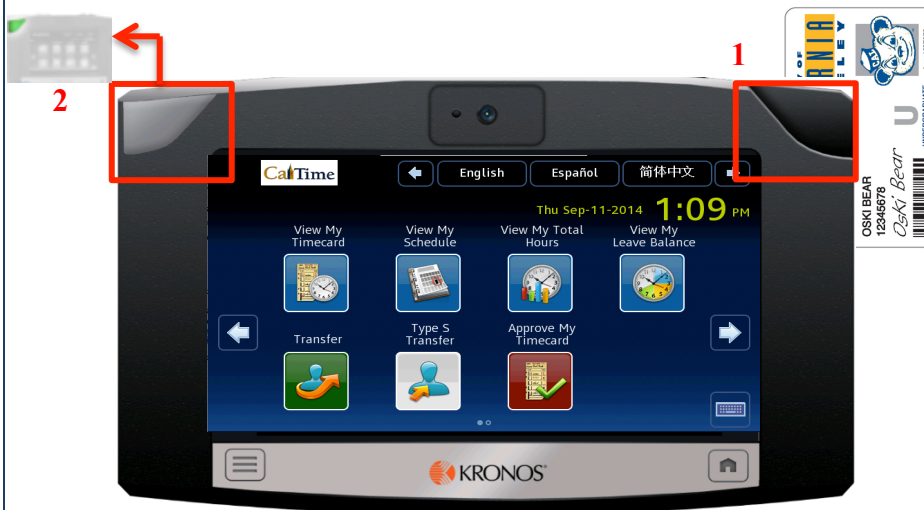 1
2
CalTime
English Español 简体中文
Thu Sep-11-2014 1:09 PM
View My
Timecard
View My
Schedule
View My Total
Hours
View My
Leave Balance
Transfer
Type S
Transfer
Approve My
Timecard
KRONOS
OSKI BEAR
12345678
Oski Bear
U